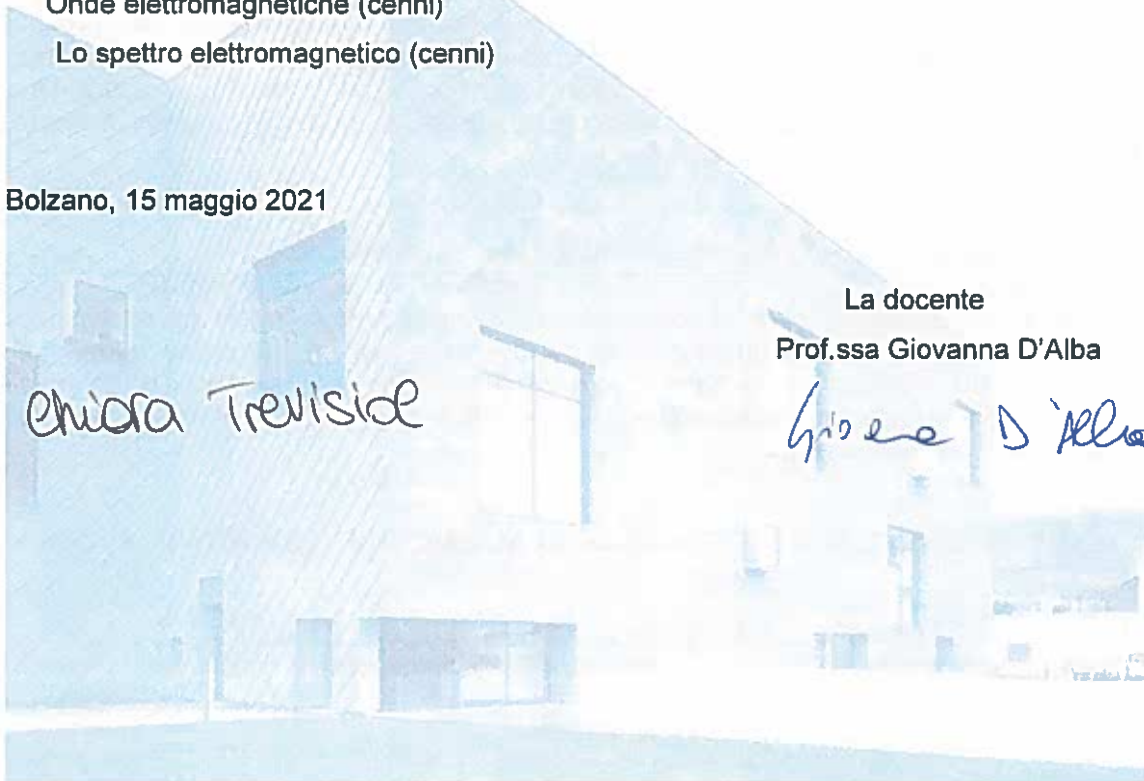 Onde elettromagnetiche (cenni)
Lo spettro elettromagnetico (cenni)
Bolzano, 15 maggio 2021
La docente
Prof.ssa Giovanna D'Alba
Chiara Trevisiol
Giovanna D'Alba